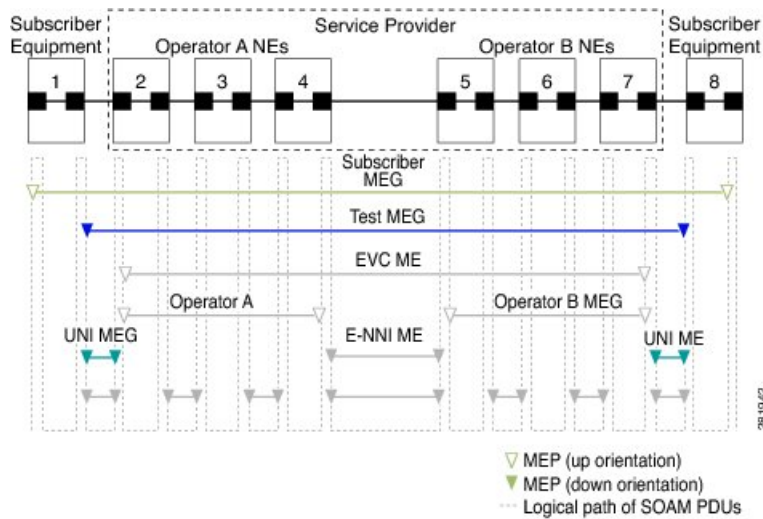 Subscriber Equipment
Service Provider
Subscriber Equipment
Operator A NEs
Operator B NEs
1
2
3
4
5
6
7
8
Subscriber MEG
Test MEG
EVC ME
Operator A
Operator B MEG
UNI MEG
E-NNI ME
UNI ME
MEP (up orientation)
MEP (down orientation)
Logical path of SOAM PDUs